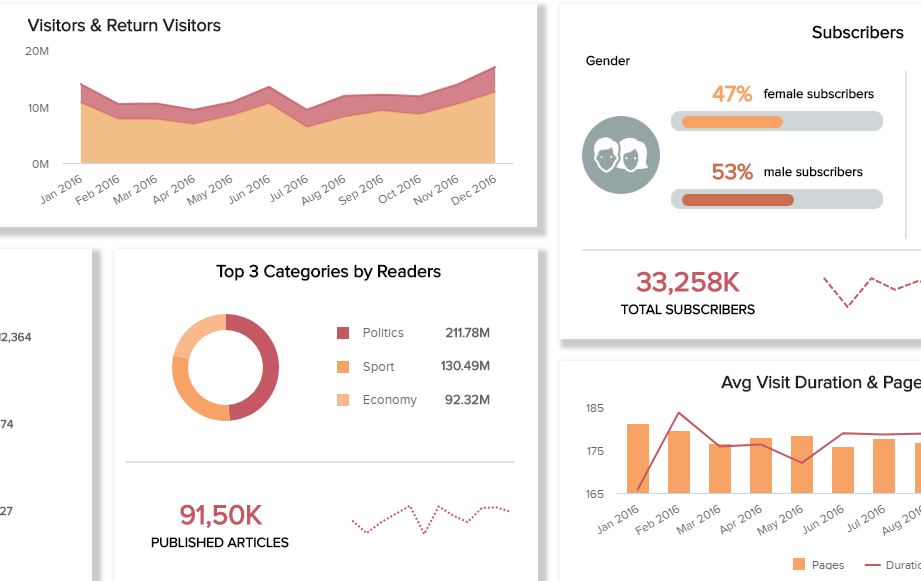 Visitors & Return Visitors
20M
10M
0M
Jan 2016
Feb 2016
Mar 2016
Apr 2016
May 2016
Jun 2016
Jul 2016
Aug 2016
Sep 2016
Oct 2016
Nov 2016
Dec 2016
Subscribers
Gender
47% female subscribers
53% male subscribers
33,258K
TOTAL SUBSCRIBERS
2,364
74
27
Top 3 Categories by Readers
Politics 211.78M
Sport 130.49M
Economy 92.32M
91,50K
PUBLISHED ARTICLES
Avg Visit Duration & Page
185
175
165
Jan 2016
Feb 2016
Mar 2016
Apr 2016
May 2016
Jun 2016
Jul 2016
Aug 2016
Pages
Duratio